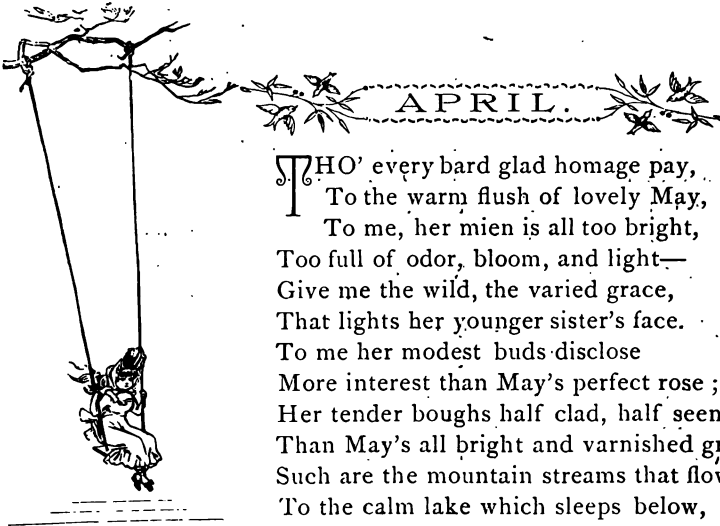 APRIL.
THO' every bard glad homage pay,
To the warm flush of lovely May,
To me, her mien is all too bright,
Too full of odor, bloom, and light—
Give me the wild, the varied grace,
That lights her younger sister's face.
To me her modest buds disclose
More interest than May's perfect rose ;
Her tender boughs half clad, half seen
Than May's all bright and varnished
Such are the mountain streams that
To the calm lake which sleeps below,